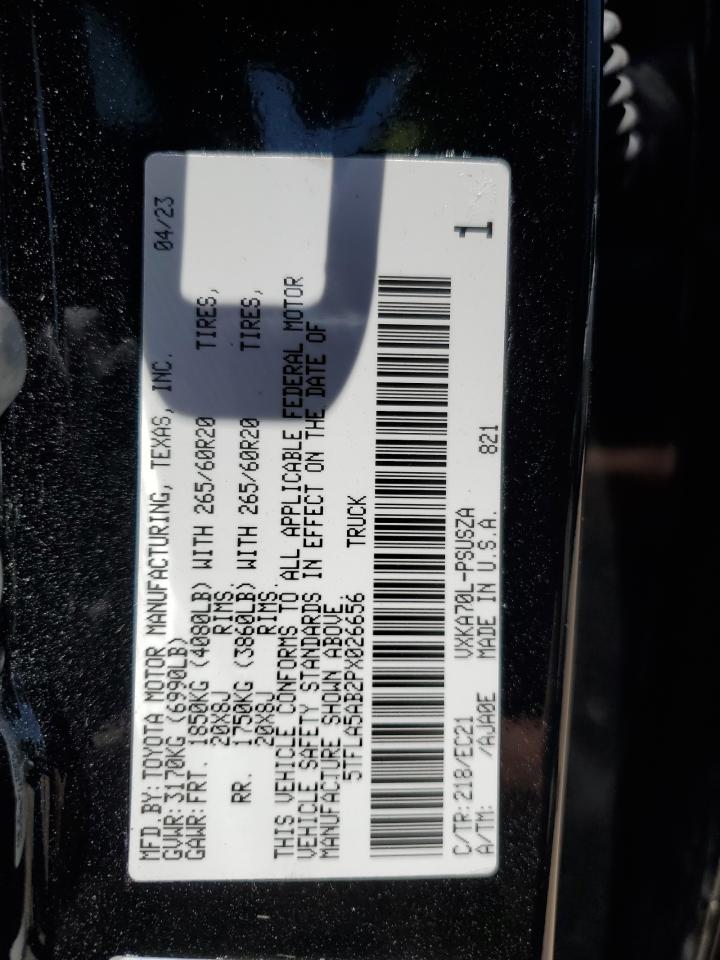 MFD BY: TOYOTA MOTOR MANUFACTURING, TEXAS, INC. 04/23
GVWR: 3170KG (6990LB)
GAWR: FRT. 1850KG (4080LB) WITH 265/60R20 TIRES,
20X8J RIMS.
RR. 1750KG (3860LB) WITH 265/60R20 TIRES,
20X8J RIMS.
THIS VEHICLE CONFORMS TO ALL APPLICABLE FEDERAL MOTOR
VEHICLE SAFETY STANDARDS IN EFFECT ON THE DATE OF
MANUFACTURE SHOWN ABOVE
5TFLA5AB2PX026656 TRUCK
1
C/TR: 218/EC21 VXKA70L-PSUSZA
A/TM: /AJA0E MADE IN U.S.A. 821